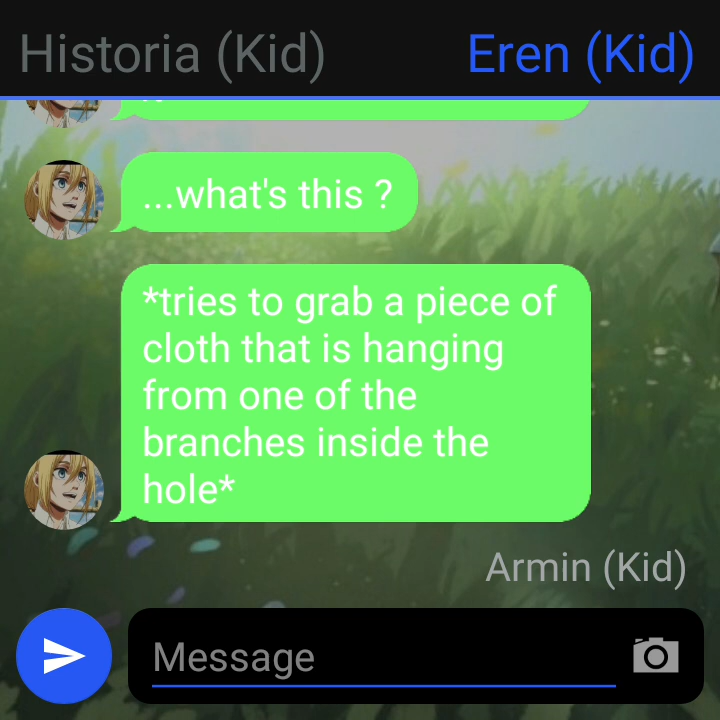 Historia (Kid)
Eren (Kid)
...what's this ?
*tries to grab a piece of
cloth that is hanging
from one of the
branches inside the
hole*
Armin (Kid)
Message